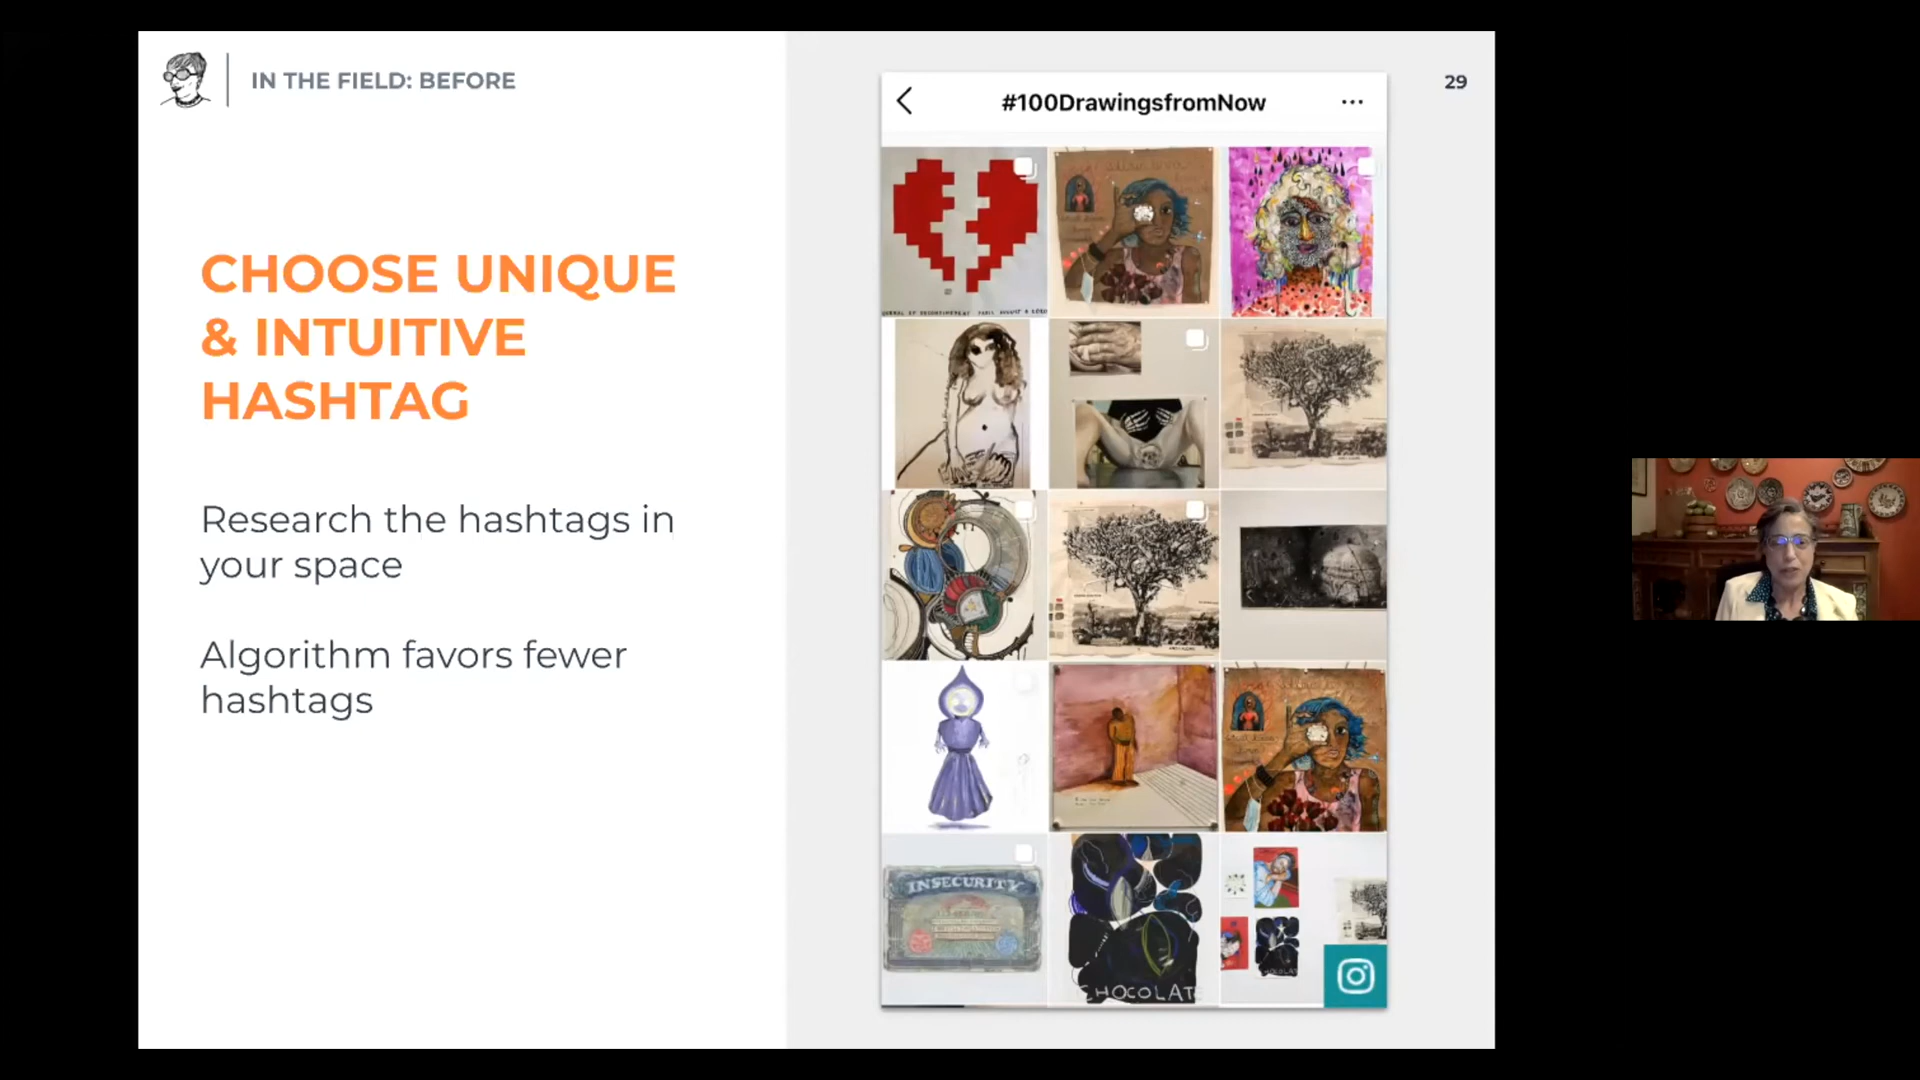 IN THE FIELD: BEFORE
29
CHOOSE UNIQUE
& INTUITIVE
HASHTAG
Research the hashtags in
your space
Algorithm favors fewer
hashtags
#100DrawingsfromNow
INSECURITY
CHOCOLATE